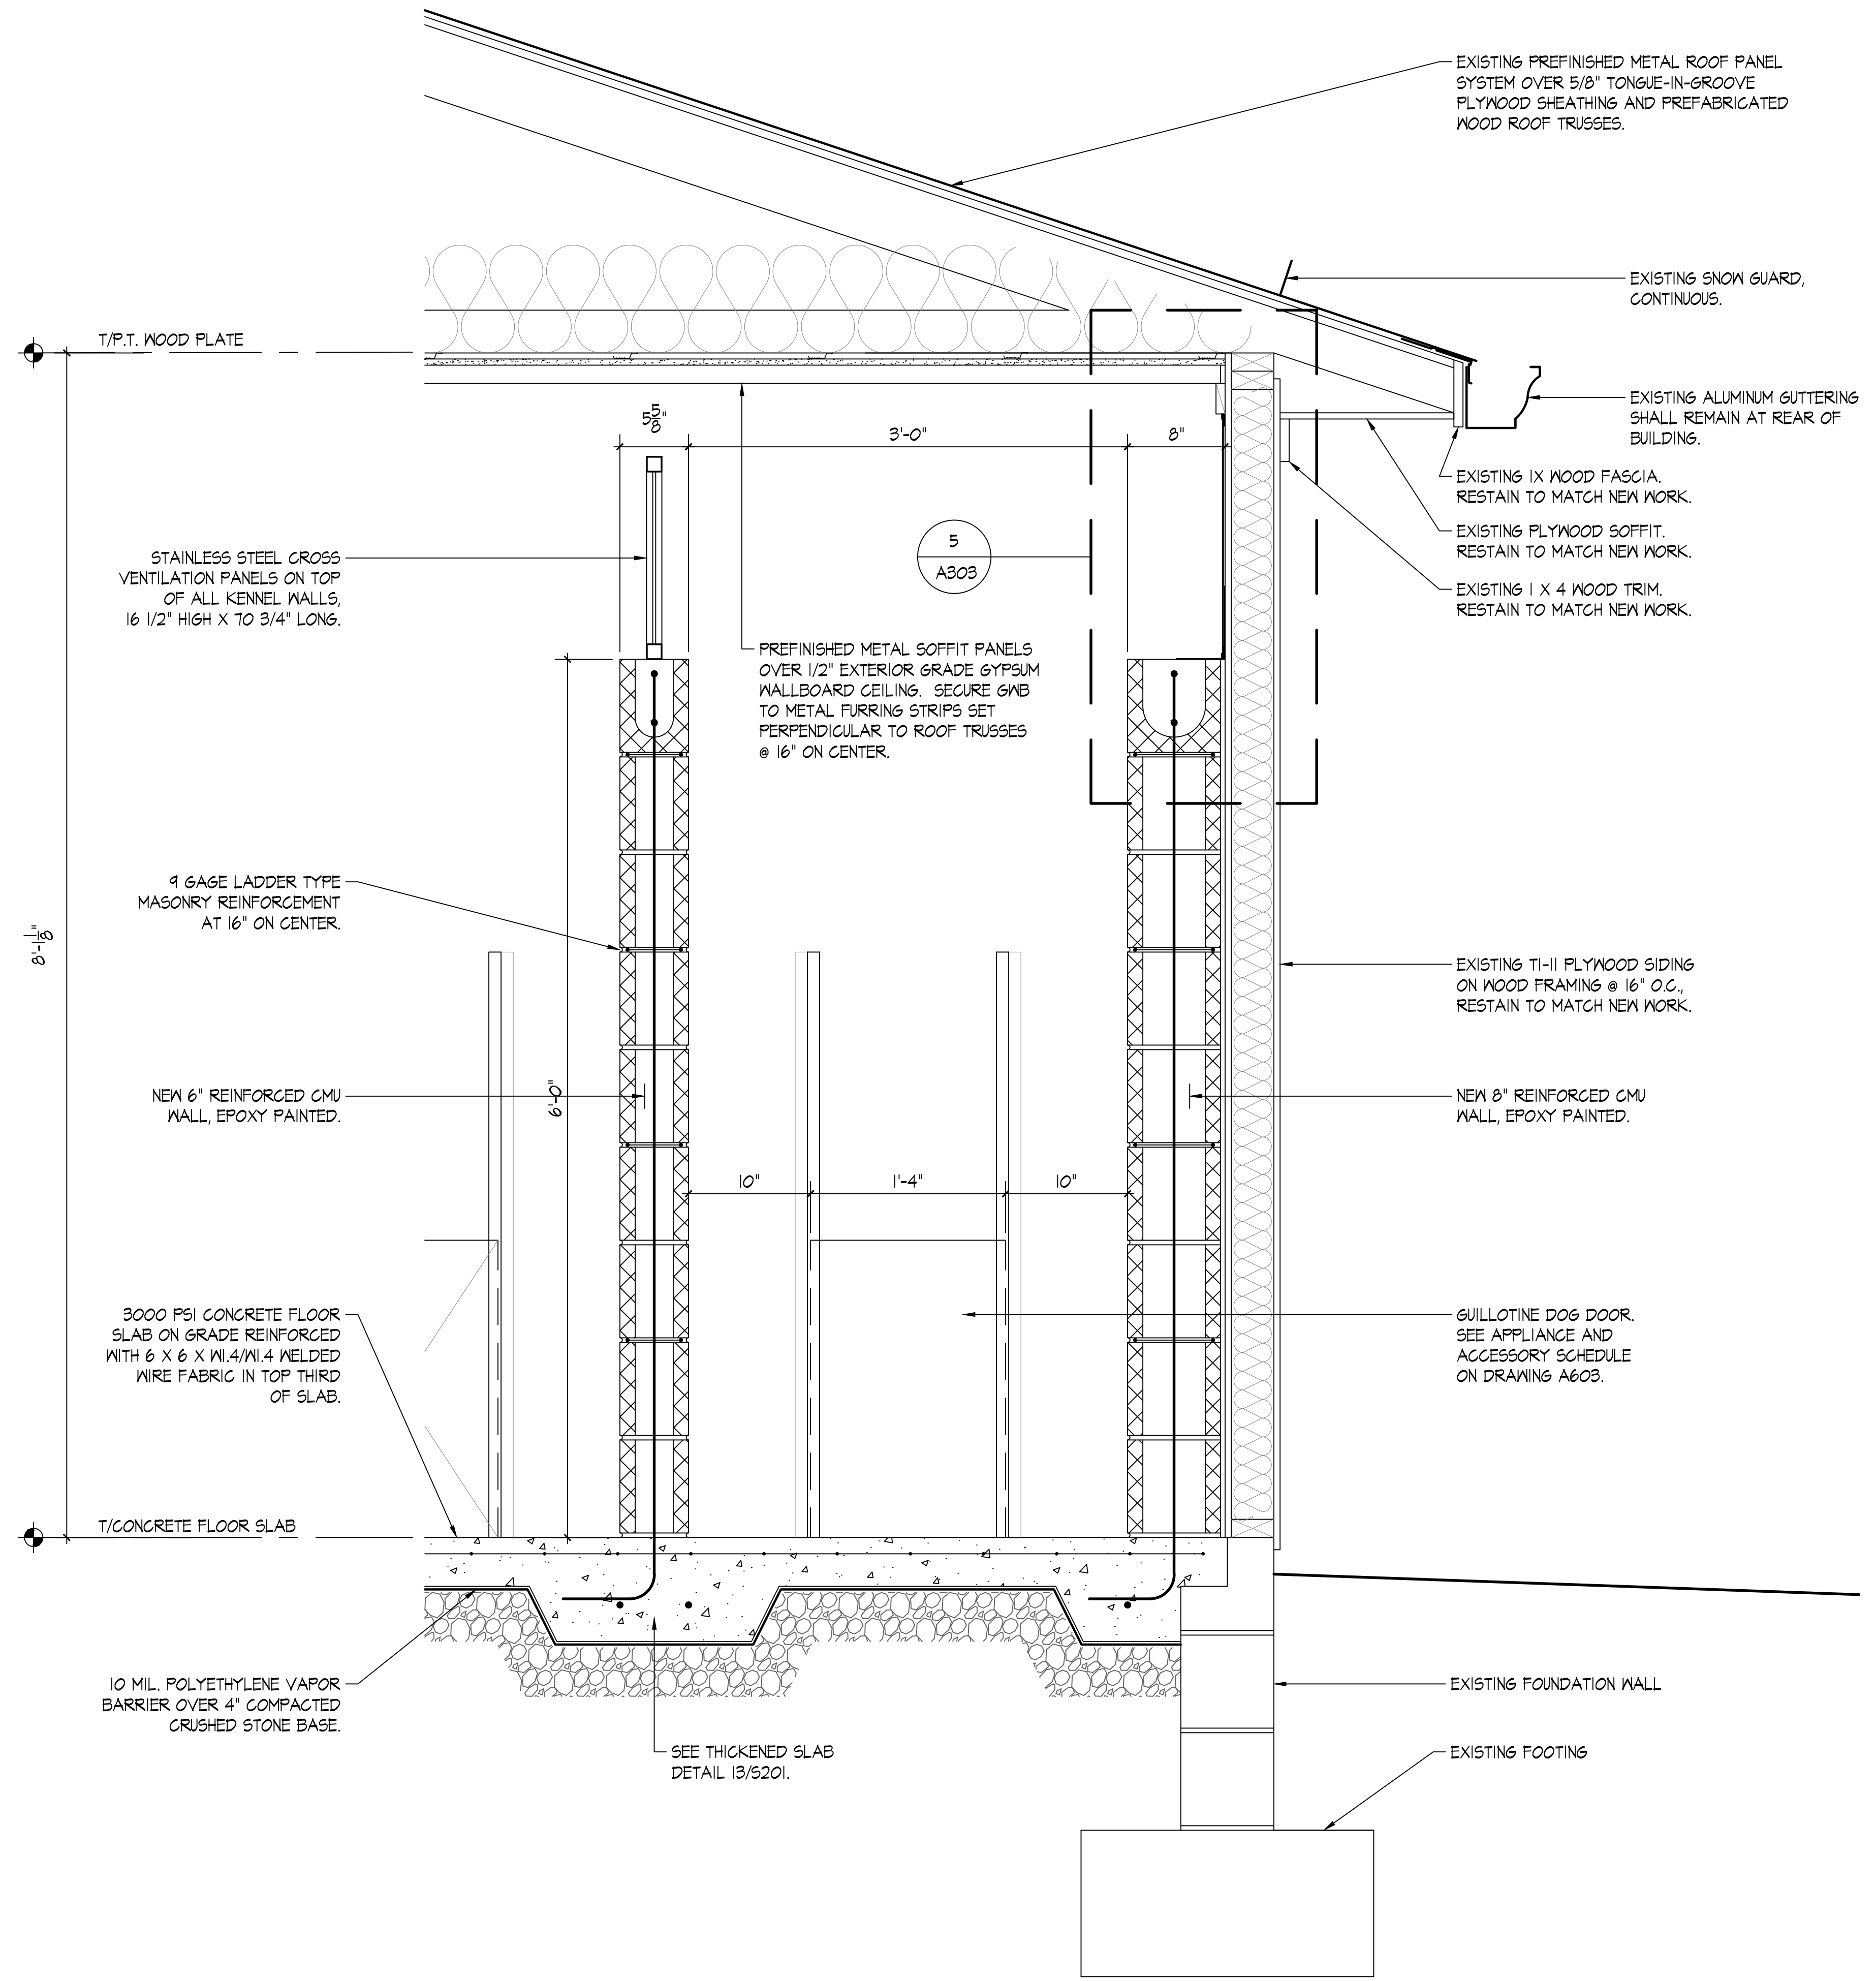 EXISTING PREFINISHED METAL ROOF PANEL
SYSTEM OVER 5/8" TONGUE-IN-GROOVE
PLYWOOD SHEATHING AND PREFABRICATED
WOOD ROOF TRUSSES.
EXISTING SNOW GUARD,
CONTINUOUS.
T/P.T. WOOD PLATE
EXISTING ALUMINUM GUTTERING
SHALL REMAIN AT REAR OF
BUILDING.
5 5/8"
3'-0"
8"
EXISTING 1X WOOD FASCIA.
RESTAIN TO MATCH NEW WORK.
EXISTING PLYWOOD SOFFIT.
RESTAIN TO MATCH NEW WORK.
EXISTING 1 X 4 WOOD TRIM.
RESTAIN TO MATCH NEW WORK.
5
A303
STAINLESS STEEL CROSS
VENTILATION PANELS ON TOP
OF ALL KENNEL WALLS,
16 1/2" HIGH X 70 3/4" LONG.
PREFINISHED METAL SOFFIT PANELS
OVER 1/2" EXTERIOR GRADE GYPSUM
WALLBOARD CEILING. SECURE GWB
TO METAL FURRING STRIPS SET
PERPENDICULAR TO ROOF TRUSSES
@ 16" ON CENTER.
9 GAGE LADDER TYPE
MASONRY REINFORCEMENT
AT 16" ON CENTER.
8'-1 1/8"
EXISTING T1-11 PLYWOOD SIDING
ON WOOD FRAMING @ 16" O.C.,
RESTAIN TO MATCH NEW WORK.
NEW 6" REINFORCED CMU
WALL, EPOXY PAINTED.
6'-0"
NEW 8" REINFORCED CMU
WALL, EPOXY PAINTED.
10"
1'-4"
10"
3000 PSI CONCRETE FLOOR
SLAB ON GRADE REINFORCED
WITH 6 X 6 X W1.4/W1.4 WELDED
WIRE FABRIC IN TOP THIRD
OF SLAB.
GUILLOTINE DOG DOOR.
SEE APPLIANCE AND
ACCESSORY SCHEDULE
ON DRAWING A603.
T/CONCRETE FLOOR SLAB
10 MIL. POLYETHYLENE VAPOR
BARRIER OVER 4" COMPACTED
CRUSHED STONE BASE.
EXISTING FOUNDATION WALL
SEE THICKENED SLAB
DETAIL 13/S201.
EXISTING FOOTING